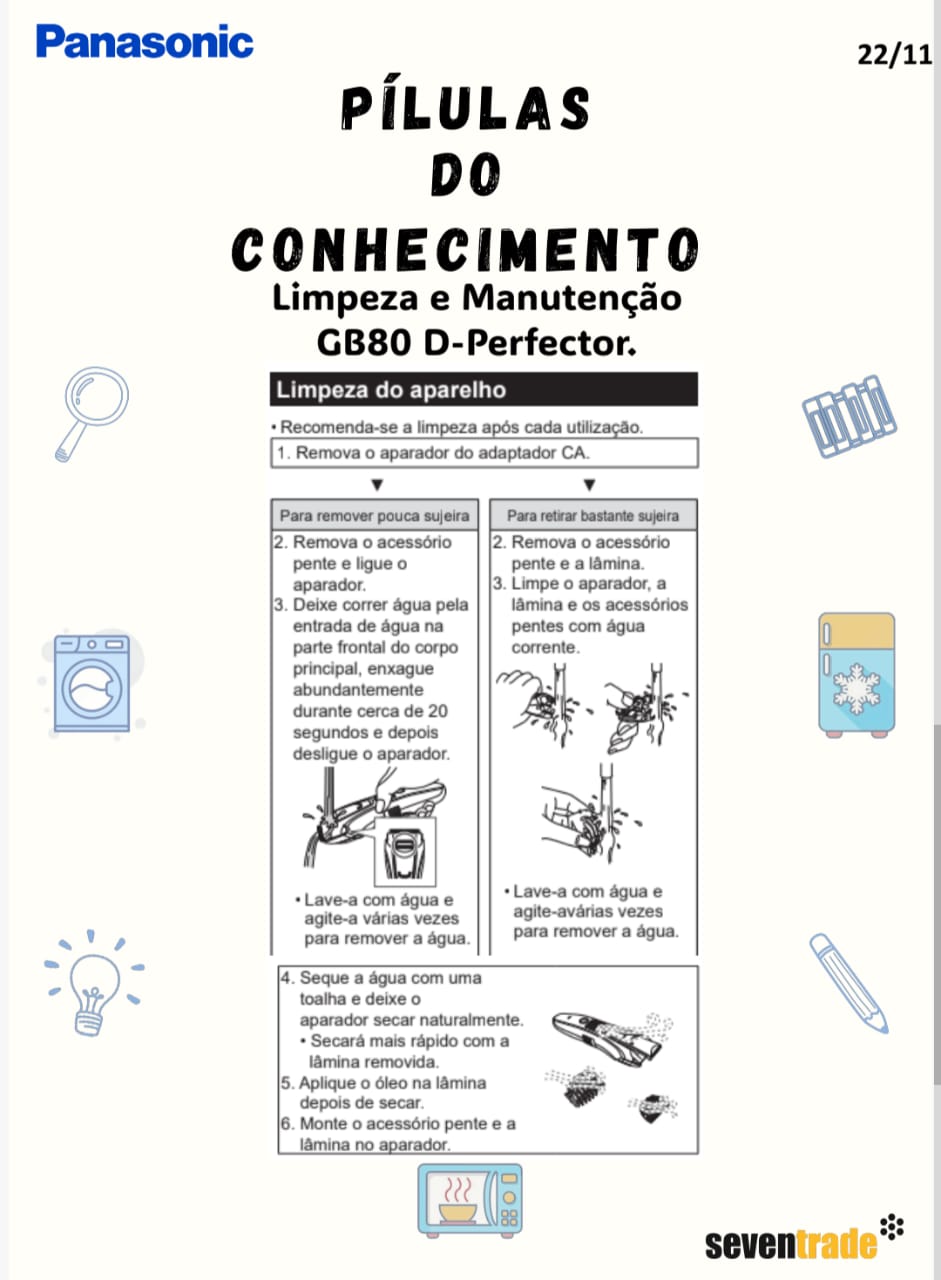 Panasonic
22/11
PÍLULAS
DO
CONHECIMENTO
Limpeza e Manutenção
GB80 D-Perfector.
Limpeza do aparelho
• Recomenda-se a limpeza após cada utilização.
1. Remova o aparador do adaptador CA.
▼
Para remover pouca sujeira
2. Remova o acessório
pente e ligue o
aparador.
3. Deixe correr água pela
entrada de água na
parte frontal do corpo
principal, enxague
abundantemente
durante cerca de 20
segundos e depois
desligue o aparador.
• Lave-a com água e
agite-a várias vezes
para remover a água.
▼
Para retirar bastante sujeira
2. Remova o acessório
pente e a lâmina.
3. Limpe o aparador, a
lâmina e os acessórios
pentes com água
corrente.
• Lave-a com água e
agite-avárias vezes
para remover a água.
4. Seque a água com uma
toalha e deixe o
aparador secar naturalmente.
• Secará mais rápido com a
lâmina removida.
5. Aplique o óleo na lâmina
depois de secar.
6. Monte o acessório pente e a
lâmina no aparador.
seventrade